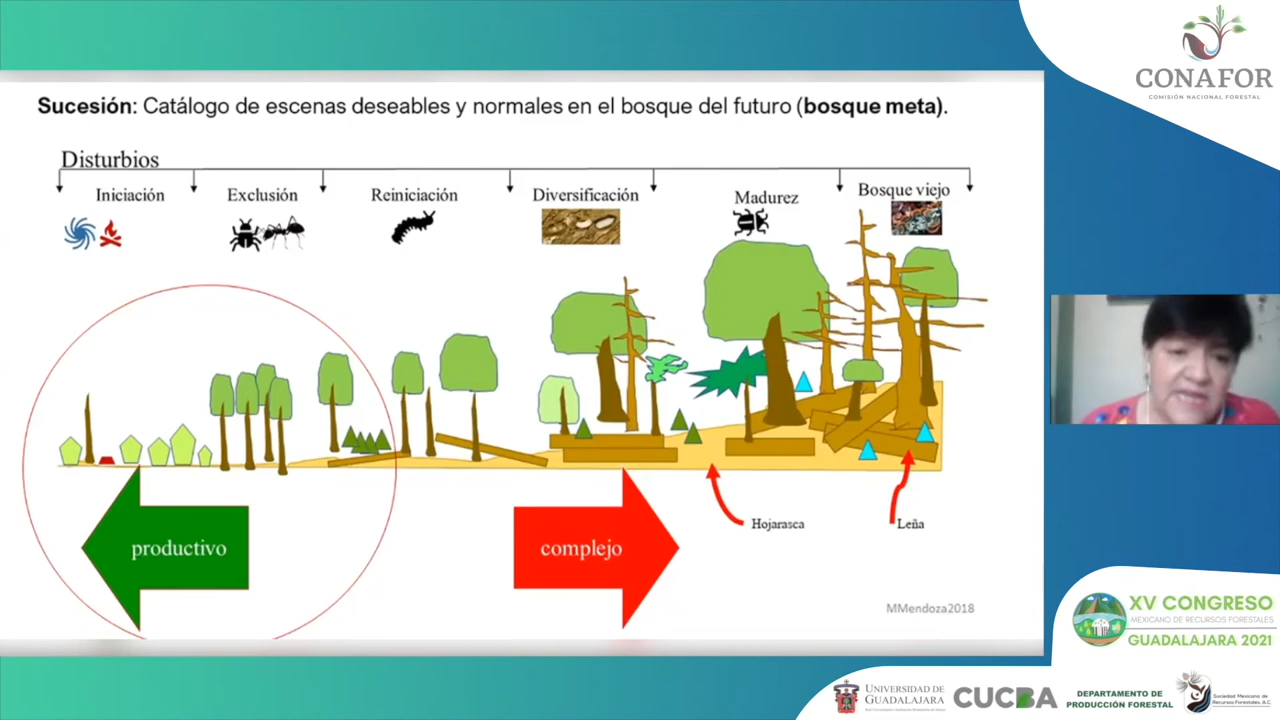 CONAFOR
COMISIÓN NACIONAL FORESTAL
Sucesión: Catálogo de escenas deseables y normales en el bosque del futuro (bosque meta).
Disturbios
Iniciación
Exclusión
Reiniciación
Diversificación
Madurez
Bosque viejo
productivo
complejo
Hojarasca
Leña
MMendoza2018
XV CONGRESO
MEXICANO DE RECURSOS FORESTALES
GUADALAJARA 2021
UNIVERSIDAD DE
GUADALAJARA
CUCBA
DEPARTAMENTO DE
PRODUCCIÓN FORESTAL
Sociedad Mexicana de
Recursos Forestales, A.C.